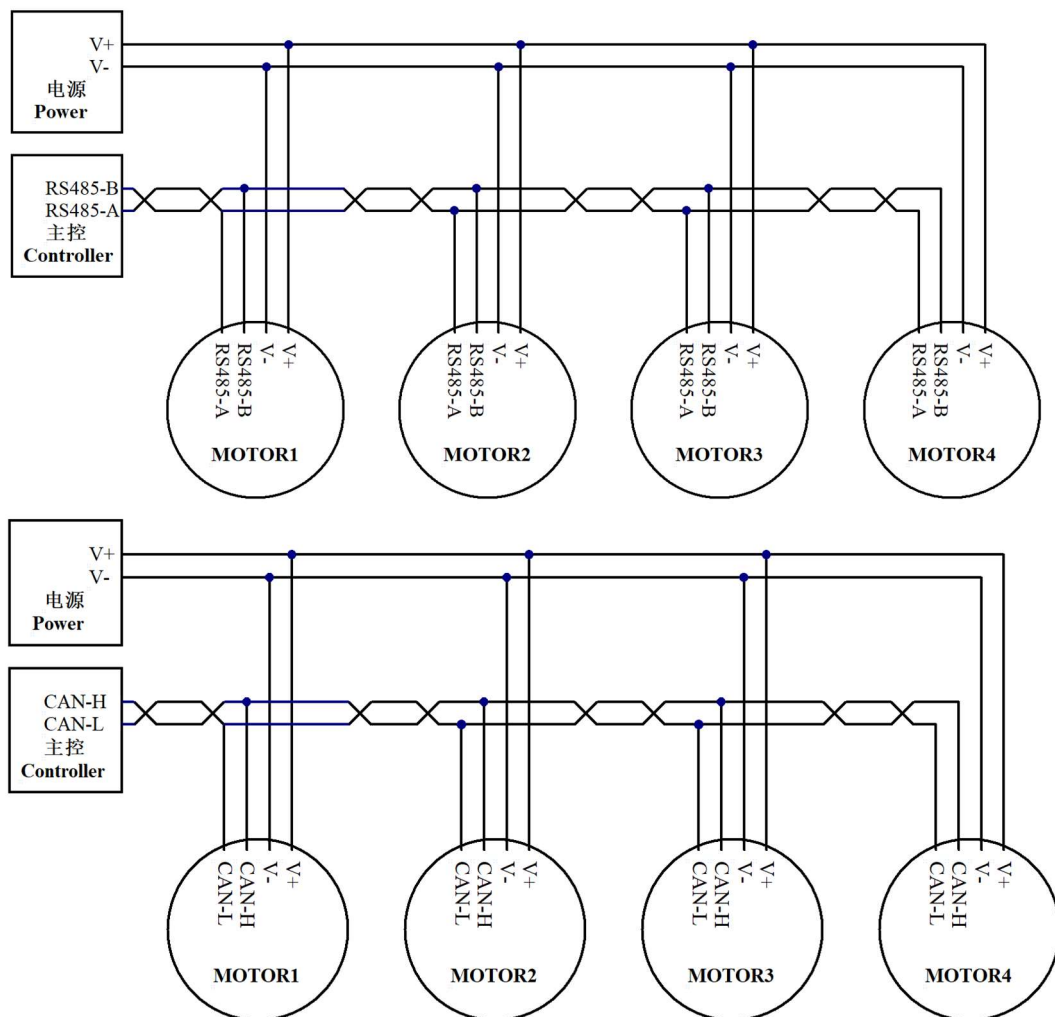 V+
V-
电源
Power
RS485-B
RS485-A
主控
Controller
RS485-A
RS485-B
V-
V+
MOTOR1
RS485-A
RS485-B
V-
V+
MOTOR2
RS485-A
RS485-B
V-
V+
MOTOR3
RS485-A
RS485-B
V-
V+
MOTOR4
V+
V-
电源
Power
CAN-H
CAN-L
主控
Controller
CAN-L
CAN-H
V-
V+
MOTOR1
CAN-L
CAN-H
V-
V+
MOTOR2
CAN-L
CAN-H
V-
V+
MOTOR3
CAN-L
CAN-H
V-
V+
MOTOR4